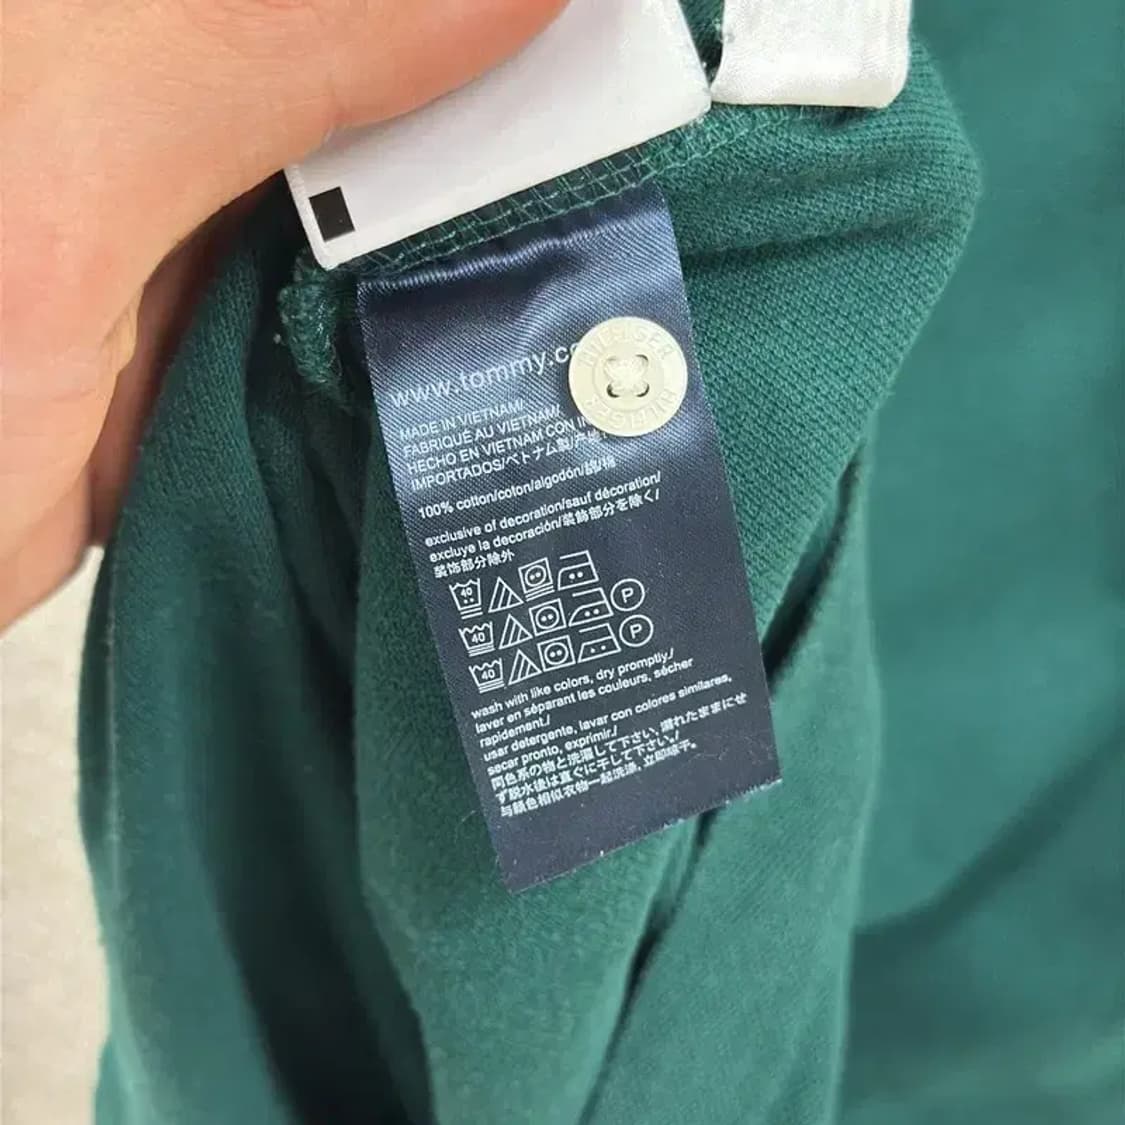 www.tommy.c
HILFIGER
HILFIGER
MADE IN VIETNAM/
FABRIQUÉ AU VIETNAM/
HECHO EN VIETNAM CON IN
IMPORTADOS/ベトナム製/产地
100% cotton/coton/algodón/綿/棉
exclusive of decoration/sauf décoration/
excluye la decoración/装飾部分を除く/
装饰部分除外
40
40 P
40 P
wash with like colors, dry promptly./
laver en séparant les couleurs, sécher
rapidement./
usar detergente, lavar con colores similares,
secar pronto, exprimir./
同色系の物と洗濯して下さい, 濡れたままにせ
ず脱水後は直ぐに干して下さい./
与颜色相似衣物一起洗涤, 立即晾干。